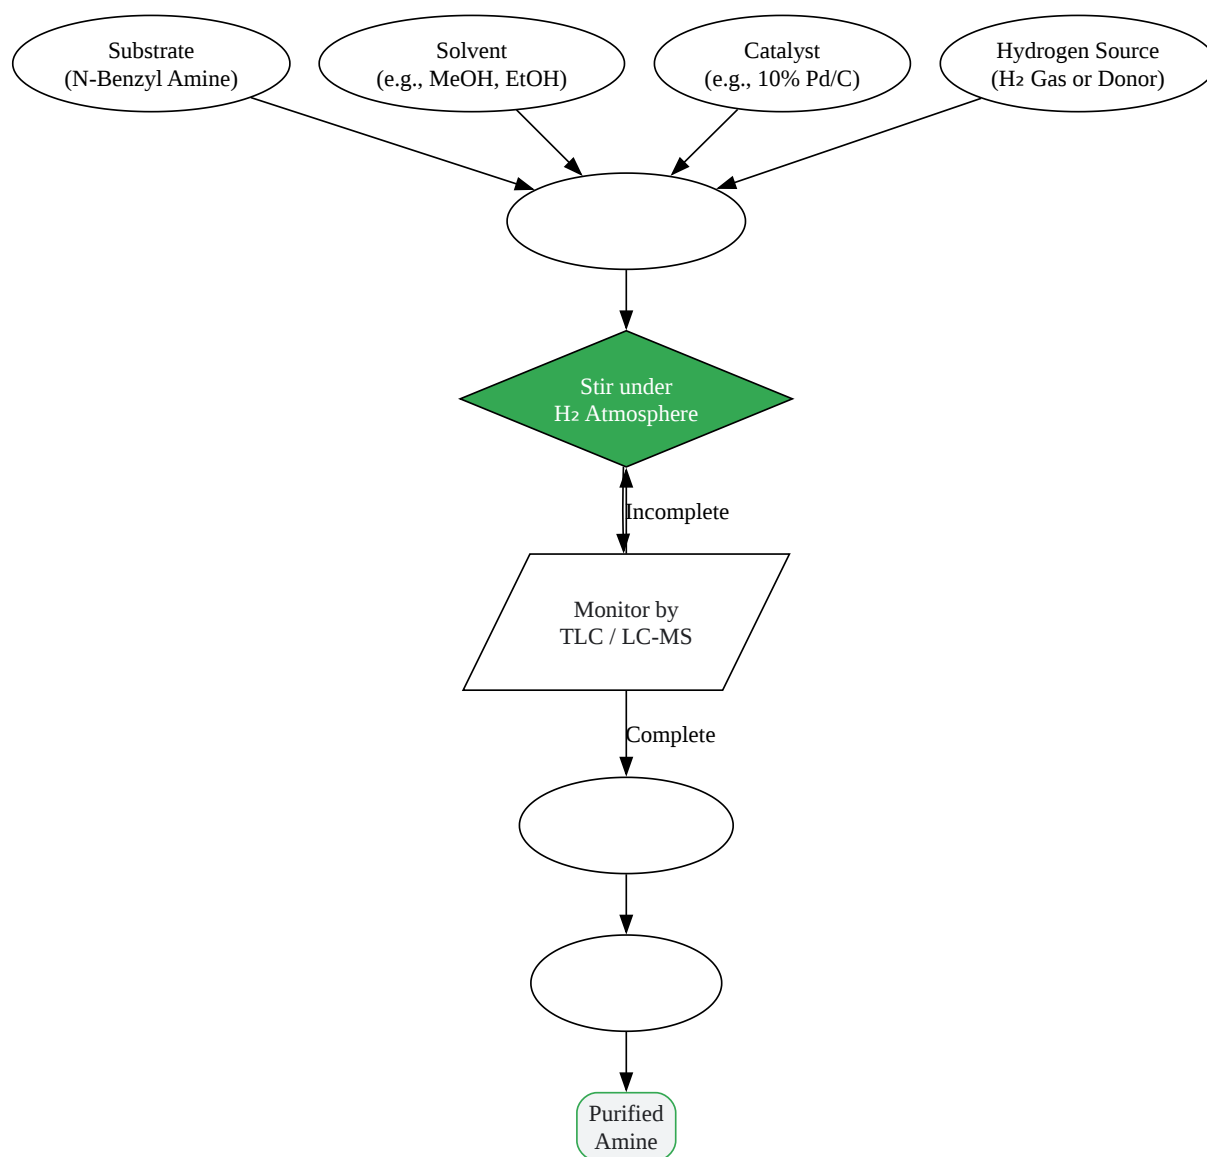 Substrate
(N-Benzyl Amine)
Solvent
(e.g., MeOH, EtOH)
Catalyst
(e.g., 10% Pd/C)
Hydrogen Source
(H₂ Gas or Donor)
Stir under
H₂ Atmosphere
Incomplete
Monitor by
TLC / LC-MS
Complete
Purified
Amine